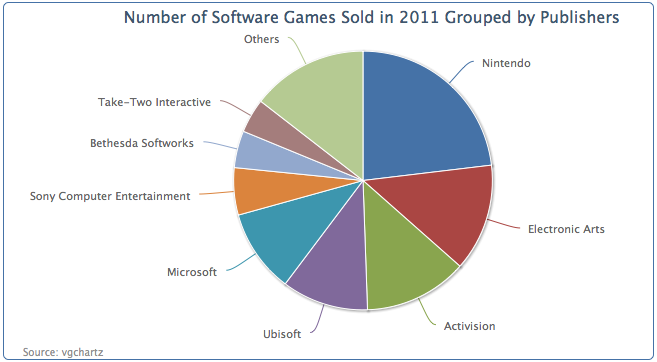 Number of Software Games Sold in 2011 Grouped by Publishers
Others
Nintendo
Take-Two Interactive
Bethesda Softworks
Sony Computer Entertainment
Electronic Arts
Microsoft
Activision
Ubisoft
Source: vgchartz